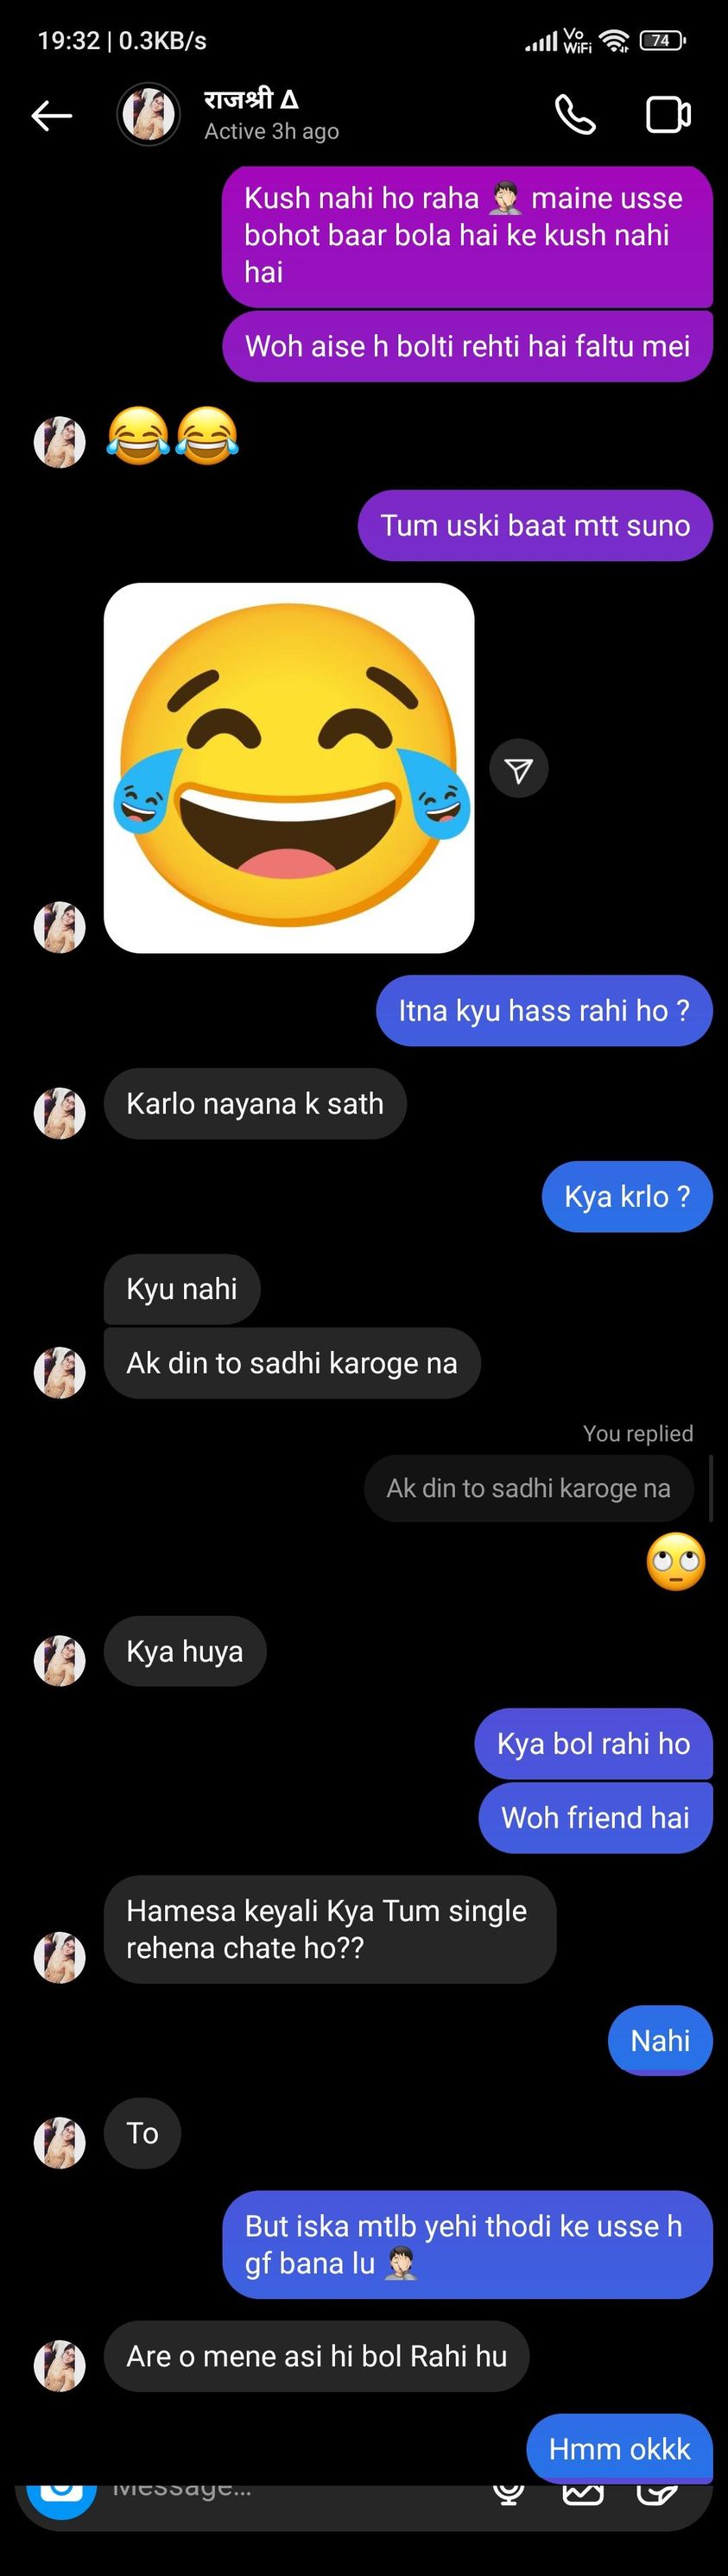 19:32 | 0.3KB/s
Vo
WiFi
74
राजश्री Δ
Active 3h ago
Kush nahi ho raha 🤦🏻‍♂️ maine usse
bohot baar bola hai ke kush nahi
hai
Woh aise h bolti rehti hai faltu mei
😂😂
Tum uski baat mtt suno
Itna kyu hass rahi ho ?
Karlo nayana k sath
Kya krlo ?
Kyu nahi
Ak din to sadhi karoge na
You replied
Ak din to sadhi karoge na
🙄
Kya huya
Kya bol rahi ho
Woh friend hai
Hamesa keyali Kya Tum single
rehena chate ho??
Nahi
To
But iska mtlb yehi thodi ke usse h
gf bana lu 🤦🏻‍♂️
Are o mene asi hi bol Rahi hu
Hmm okkk
Message...